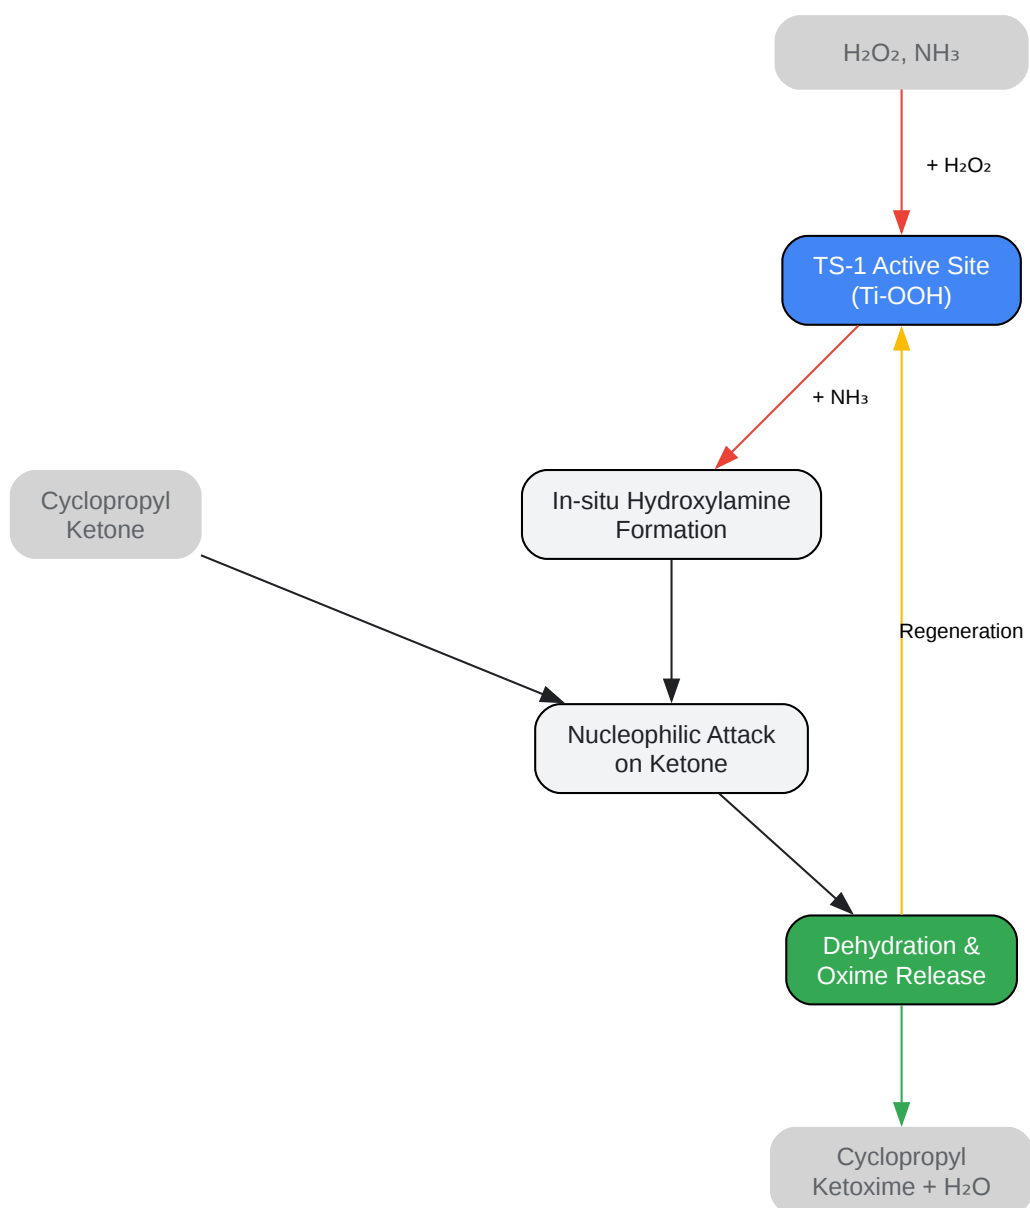 H₂O₂, NH₃
+ H₂O₂
TS-1 Active Site
(Ti-OOH)
+ NH₃
Cyclopropyl
Ketone
In-situ Hydroxylamine
Formation
Regeneration
Nucleophilic Attack
on Ketone
Dehydration &
Oxime Release
Cyclopropyl
Ketoxime + H₂O